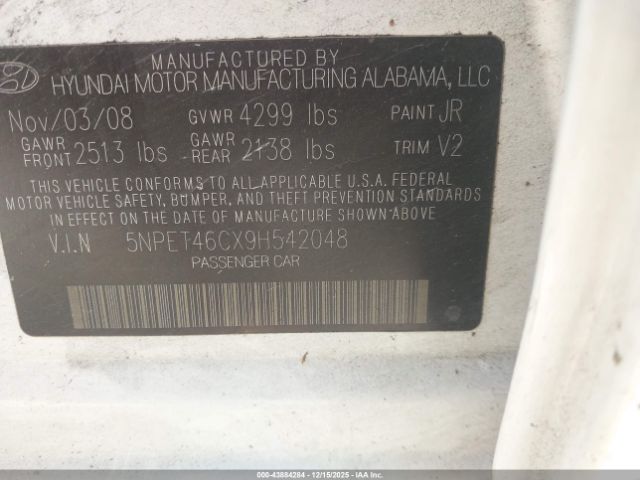 MANUFACTURED BY
HYUNDAI MOTOR MANUFACTURING ALABAMA, LLC
Nov/03/08 GVWR 4299 lbs PAINT JR
GAWR FRONT 2513 lbs GAWR REAR 2138 lbs TRIM V2
THIS VEHICLE CONFORMS TO ALL APPLICABLE U.S.A. FEDERAL
MOTOR VEHICLE SAFETY, BUMPER, AND THEFT PREVENTION STANDARDS
IN EFFECT ON THE DATE OF MANUFACTURE SHOWN ABOVE
V.I.N 5NPET46CX9H542048
PASSENGER CAR
000-43884284 - 12/15/2025 - COPART.COM